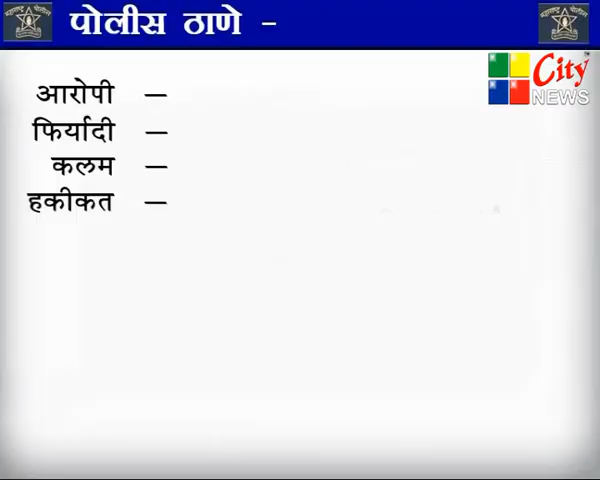 पोलीस ठाणे -
City
NEWS
आरोपी —
फिर्यादी —
कलम —
हकीकत —